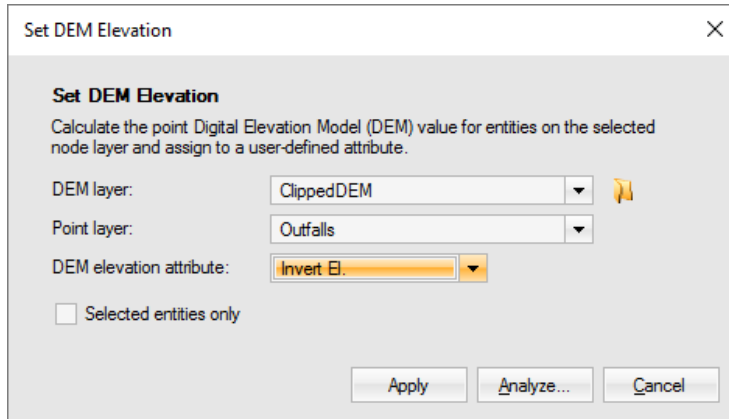 Set DEM Elevation
Set DEM Elevation
Calculate the point Digital Elevation Model (DEM) value for entities on the selected
node layer and assign to a user-defined attribute.
DEM layer: ClippedDEM
Point layer: Outfalls
DEM elevation attribute: Invert El.
Selected entities only
Apply Analyze... Cancel